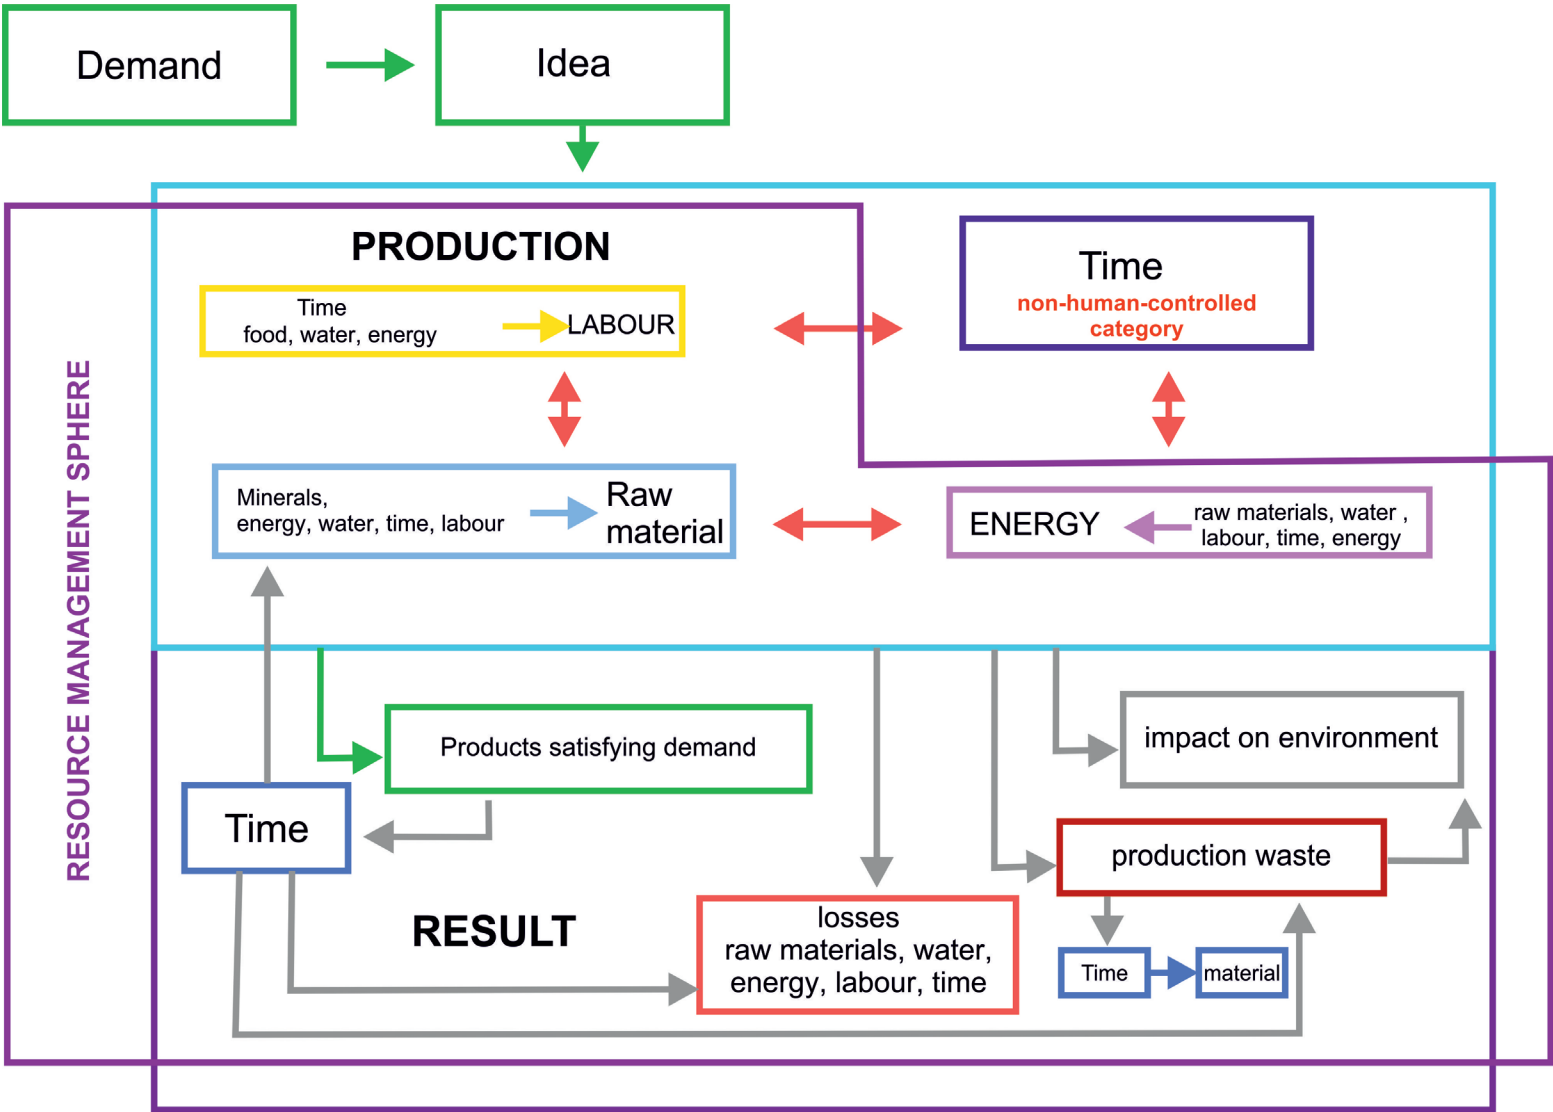 Demand
Idea
PRODUCTION
Time
food, water, energy
LABOUR
Time
non-human-controlled
category
Minerals,
energy, water, time, labour
Raw
material
ENERGY
raw materials, water ,
labour, time, energy
RESOURCE MANAGEMENT SPHERE
Products satisfying demand
impact on environment
Time
production waste
RESULT
losses
raw materials, water,
energy, labour, time
Time
material